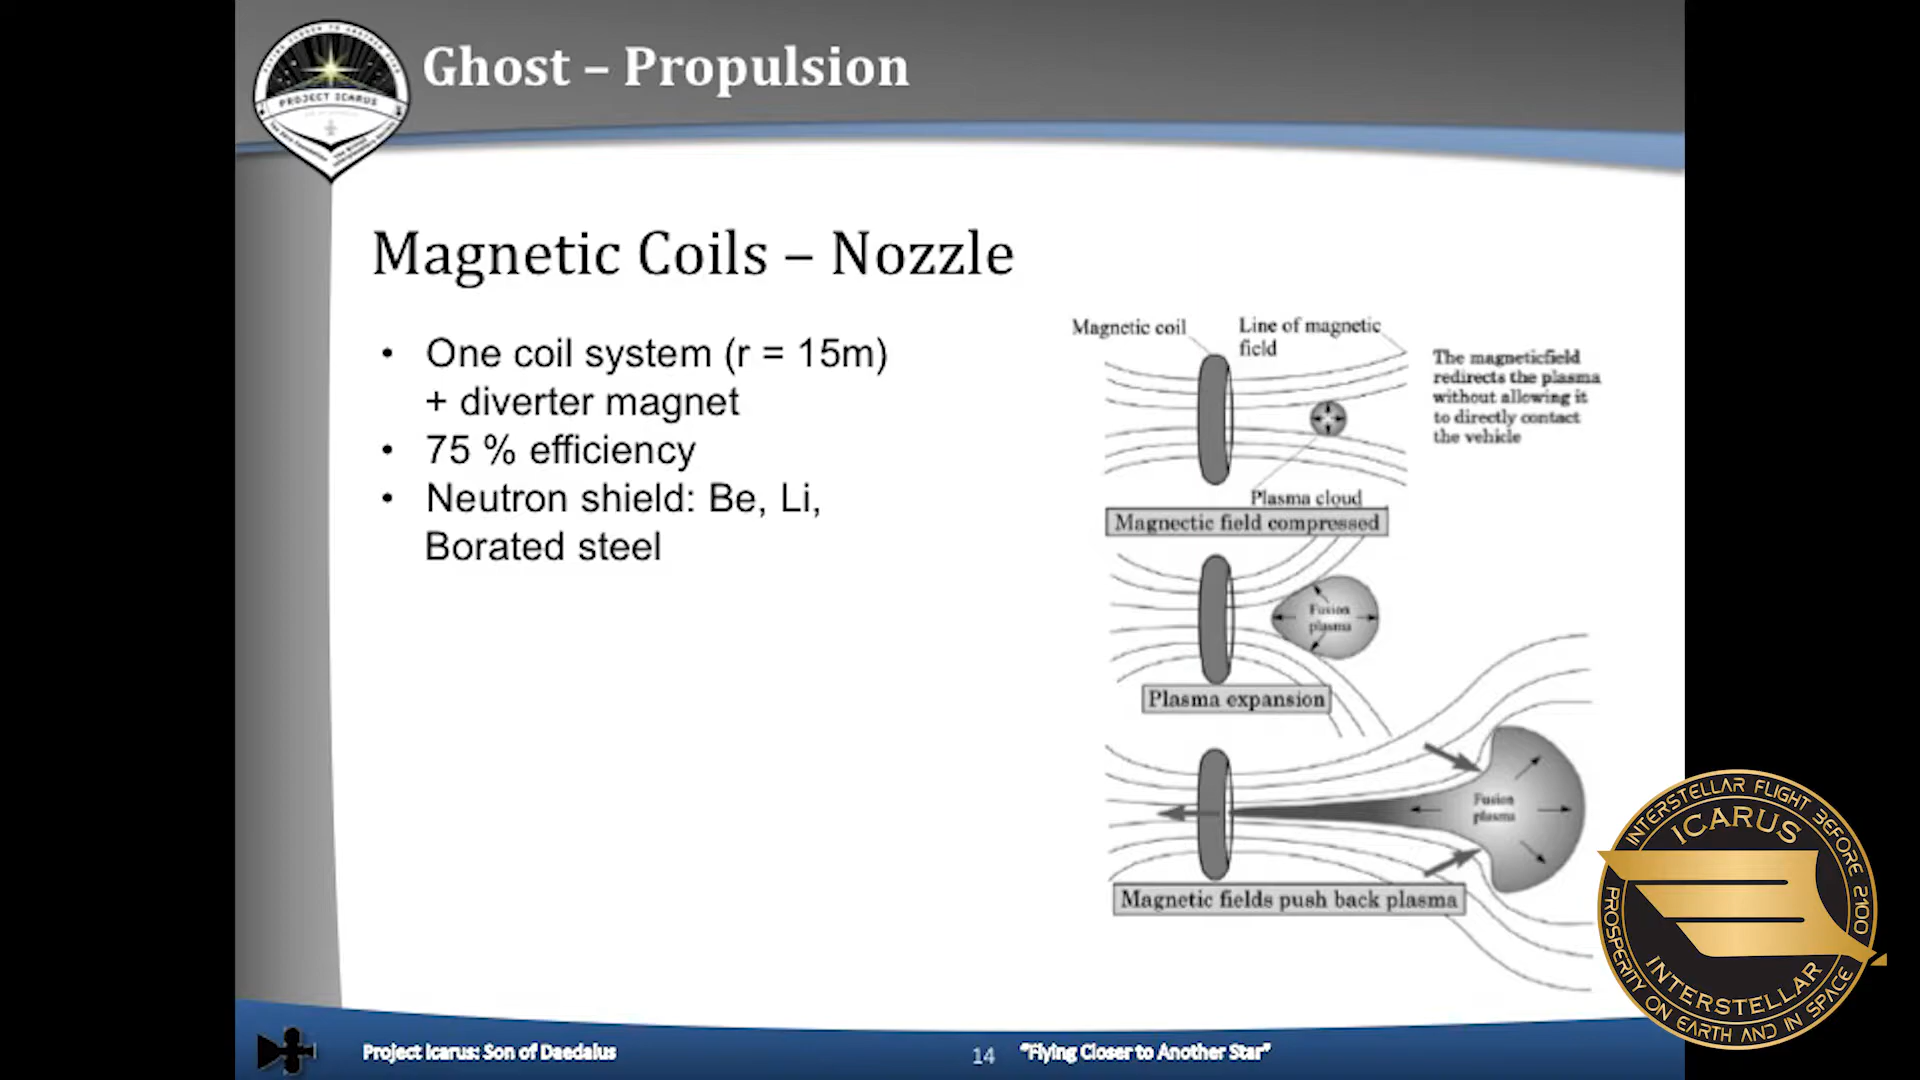 Ghost – Propulsion
PROJECT ICARUS
Magnetic Coils – Nozzle
• One coil system (r = 15m)
+ diverter magnet
• 75 % efficiency
• Neutron shield: Be, Li,
Borated steel
Magnetic coil
Line of magnetic
field
The magneticfield
redirects the plasma
without allowing it
to directly contact
the vehicle
Plasma cloud
Magnectic field compressed
Fusion
plasma
Plasma expansion
Fusion
plasma
Magnetic fields push back plasma
INTERSTELLAR FLIGHT BEFORE 2100
ICARUS
INTERSTELLAR
PROSPERITY ON EARTH AND IN SPACE
Project Icarus: Son of Daedalus
14
"Flying Closer to Another Star"